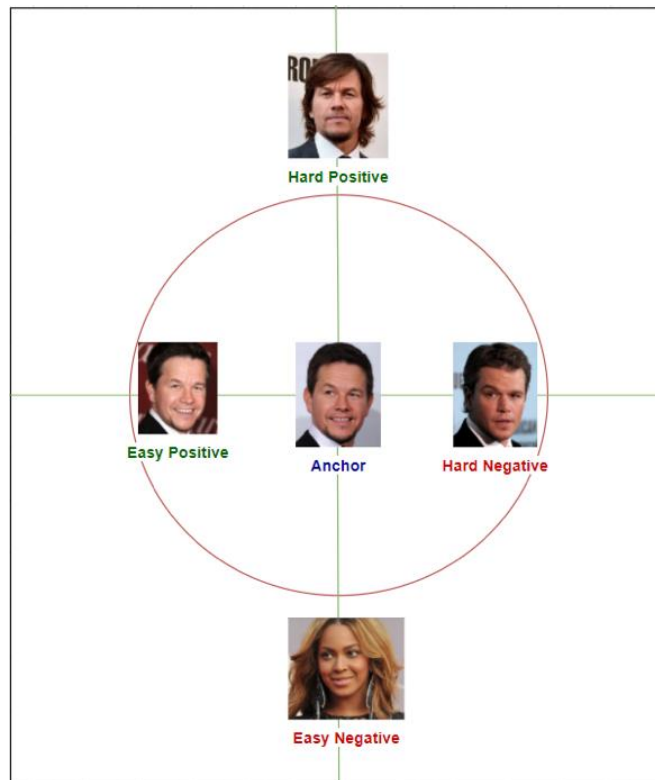 Hard Positive
Easy Positive
Anchor
Hard Negative
Easy Negative